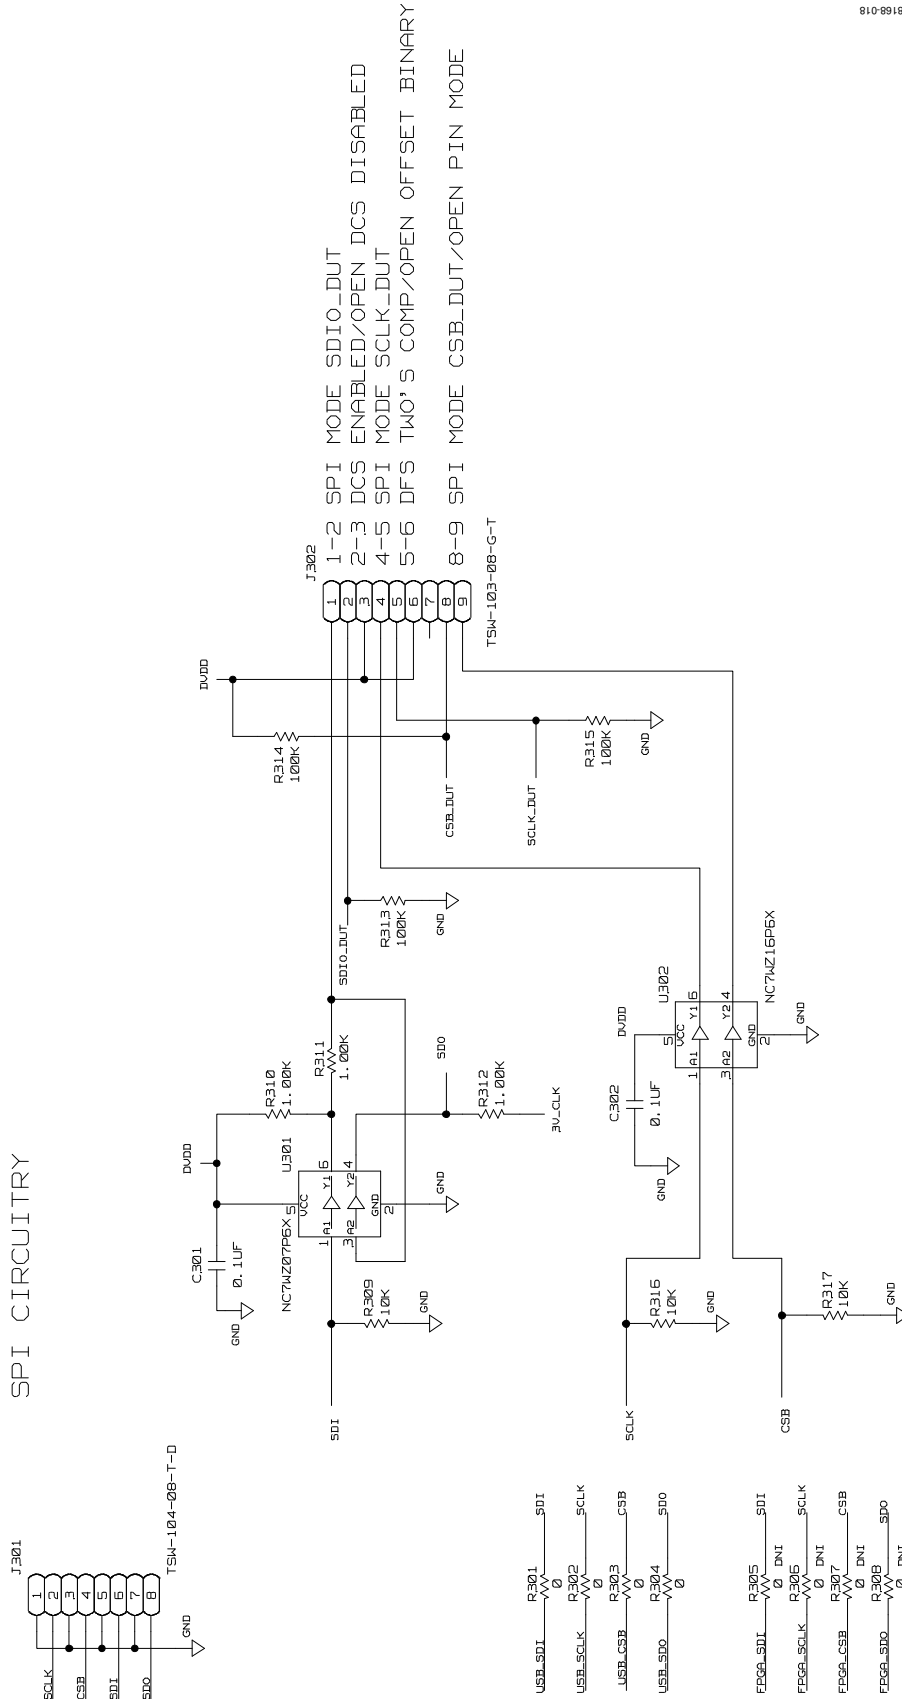 8168-018
SPI CIRCUITRY
J301
1
2
3
4
5
6
7
8
TSW-104-08-T-D
SCLK
CSB
SDI
SDO
GND
USB_SDI
R301
0
SDI
USB_SCLK
R302
0
SCLK
USB_CSB
R303
0
CSB
USB_SDO
R304
0
SDO
FPGA_SDI
R305
0 DNI
SDI
FPGA_SCLK
R306
0 DNI
SCLK
FPGA_CSB
R307
0 DNI
CSB
FPGA_SDO
R308
0 DNI
SDO
DVDD
C301
0.1UF
GND
R310
1.00K
R311
1.00K
U301
NC7WZ07P6X
5
VCC
1 A1
Y1 6
3 A2
Y2 4
GND
2
GND
SDI
R309
10K
GND
SDO
R312
1.00K
3V_CLK
SDIO_DUT
R313
100K
GND
DVDD
R314
100K
CSB_DUT
SCLK_DUT
R315
100K
GND
J302
1
2
3
4
5
6
7
8
9
TSW-103-08-G-T
1-2 SPI MODE SDIO_DUT
2-3 DCS ENABLED/OPEN DCS DISABLED
4-5 SPI MODE SCLK_DUT
5-6 DFS TWO'S COMP/OPEN OFFSET BINARY
8-9 SPI MODE CSB_DUT/OPEN PIN MODE
DVDD
C302
0.1UF
GND
U302
NC7WZ16P6X
5
VCC
1 A1
Y1 6
3 A2
Y2 4
GND
2
GND
SCLK
R316
10K
GND
CSB
R317
10K
GND